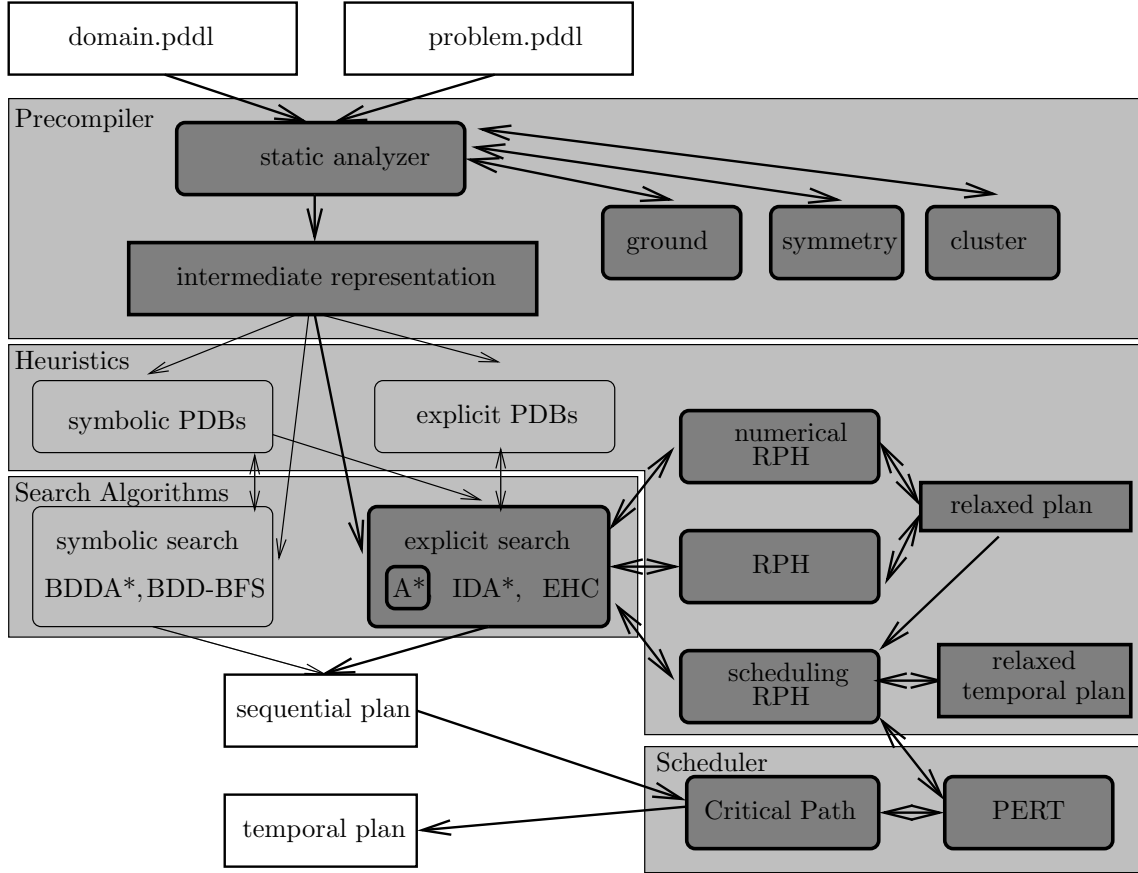 domain.pddl
problem.pddl
Precompiler
static analyzer
ground
symmetry
cluster
intermediate representation
Heuristics
symbolic PDBs
explicit PDBs
numerical
RPH
Search Algorithms
relaxed plan
symbolic search
BDDA*, BDD-BFS
explicit search
A*, IDA*, EHC
RPH
scheduling
RPH
relaxed
temporal plan
sequential plan
Scheduler
Critical Path
PERT
temporal plan